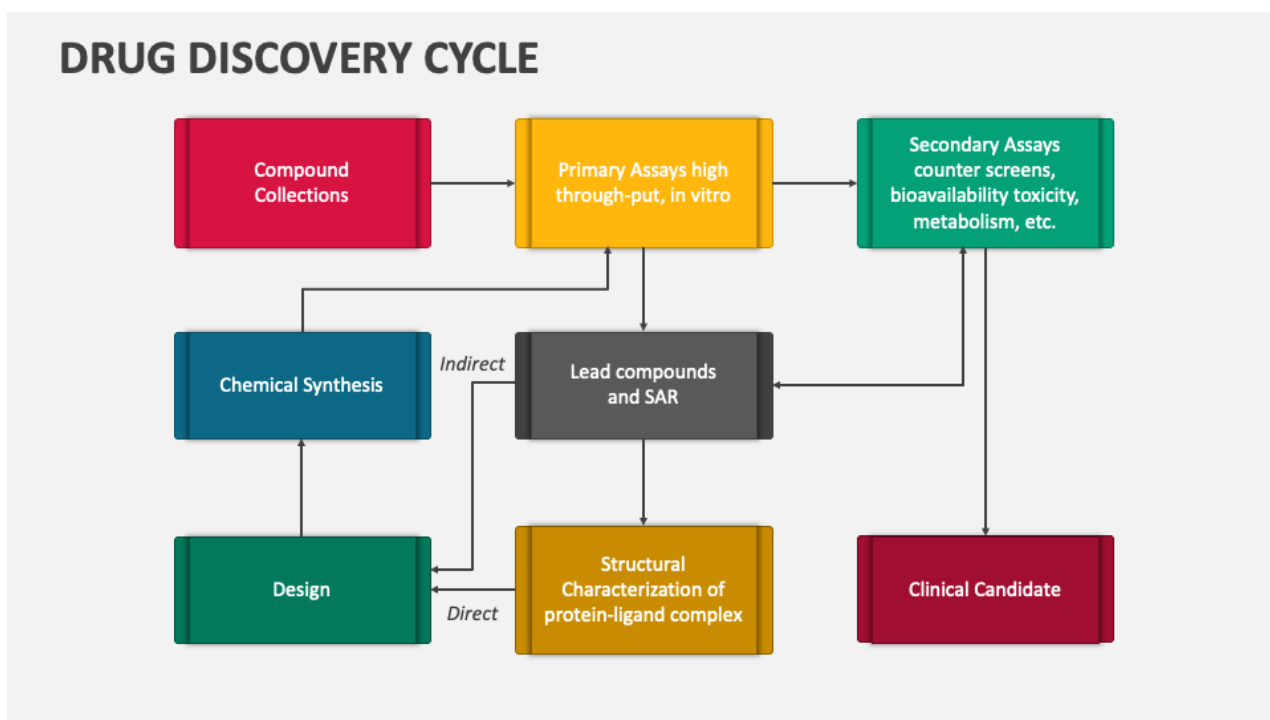 DRUG DISCOVERY CYCLE
Compound
Collections
Primary Assays high
through-put, in vitro
Secondary Assays
counter screens,
bioavailability toxicity,
metabolism, etc.
Chemical Synthesis
Indirect
Lead compounds
and SAR
Design
Direct
Structural
Characterization of
protein-ligand complex
Clinical Candidate